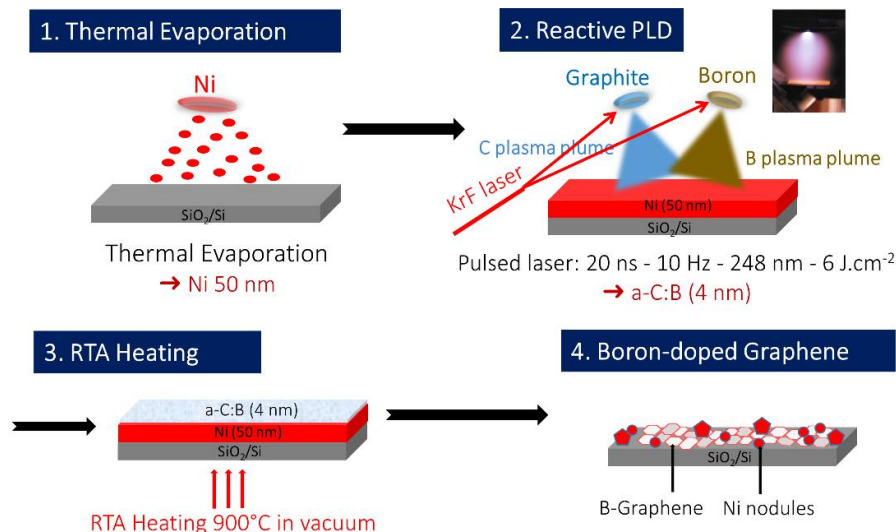 1. Thermal Evaporation
Ni
SiO₂/Si
Thermal Evaporation
➔ Ni 50 nm
2. Reactive PLD
Graphite
Boron
C plasma plume
B plasma plume
KrF laser
Ni (50 nm)
SiO₂/Si
Pulsed laser: 20 ns - 10 Hz - 248 nm - 6 J.cm⁻²
➔ a-C:B (4 nm)
3. RTA Heating
a-C:B (4 nm)
Ni (50 nm)
SiO₂/Si
RTA Heating 900°C in vacuum
4. Boron-doped Graphene
SiO₂/Si
B-Graphene
Ni nodules